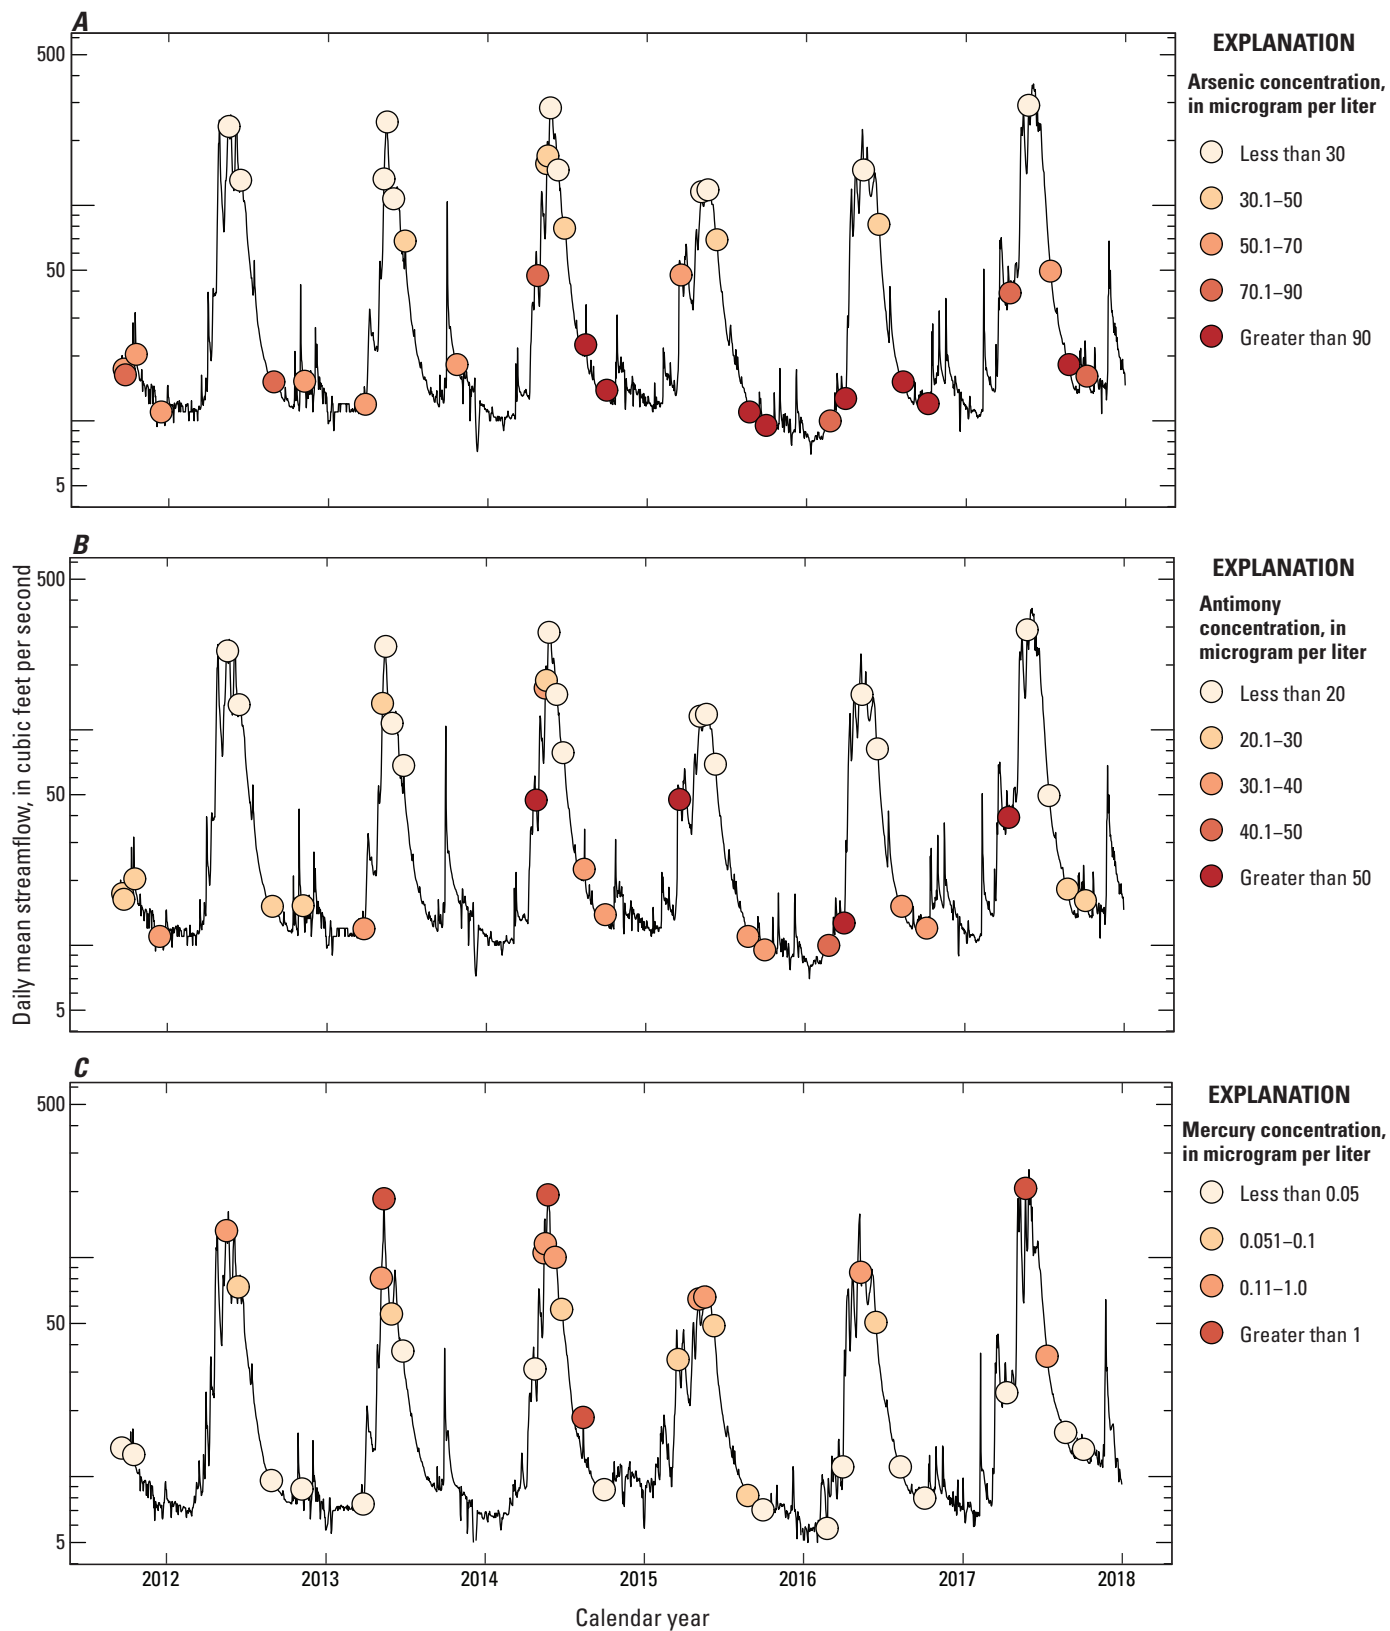 A
500
50
5
EXPLANATION
Arsenic concentration,
in microgram per liter
Less than 30
30.1–50
50.1–70
70.1–90
Greater than 90
Daily mean streamflow, in cubic feet per second
B
500
50
5
EXPLANATION
Antimony
concentration, in
microgram per liter
Less than 20
20.1–30
30.1–40
40.1–50
Greater than 50
C
500
50
5
EXPLANATION
Mercury concentration,
in microgram per liter
Less than 0.05
0.051–0.1
0.11–1.0
Greater than 1
2012 2013 2014 2015 2016 2017 2018
Calendar year